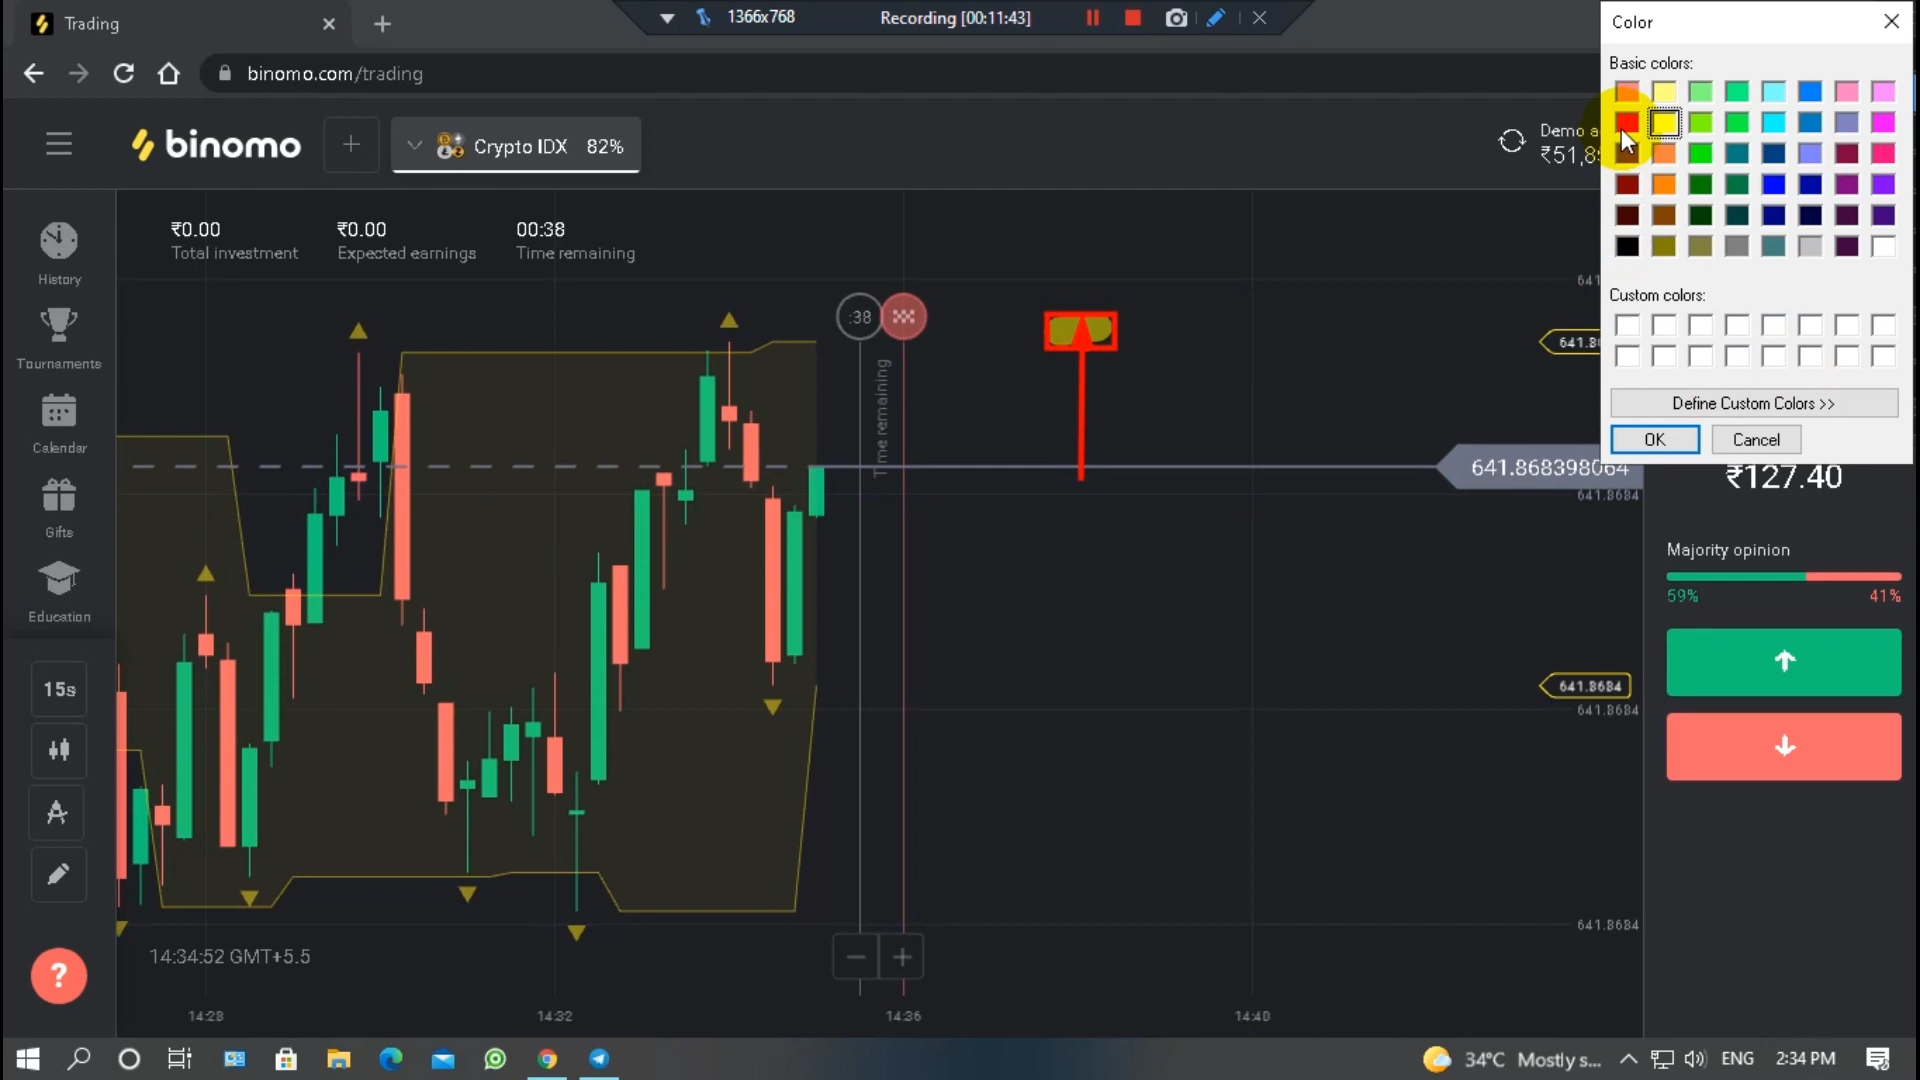 Trading
1366x768
Recording [00:11:43]
binomo.com/trading
binomo
Crypto IDX 82%
Demo a
₹51,8
Color
Basic colors:
Custom colors:
Define Custom Colors >>
OK
Cancel
₹0.00
Total investment
₹0.00
Expected earnings
00:38
Time remaining
History
Tournaments
Calendar
Gifts
Education
15s
?
:38
Time remaining
641.8
641.868398064
641.8684
641.8684
641.8684
641.8684
₹127.40
Majority opinion
59%
41%
14:34:52 GMT+5.5
14:28
14:32
14:36
14:40
34°C Mostly s...
ENG
2:34 PM